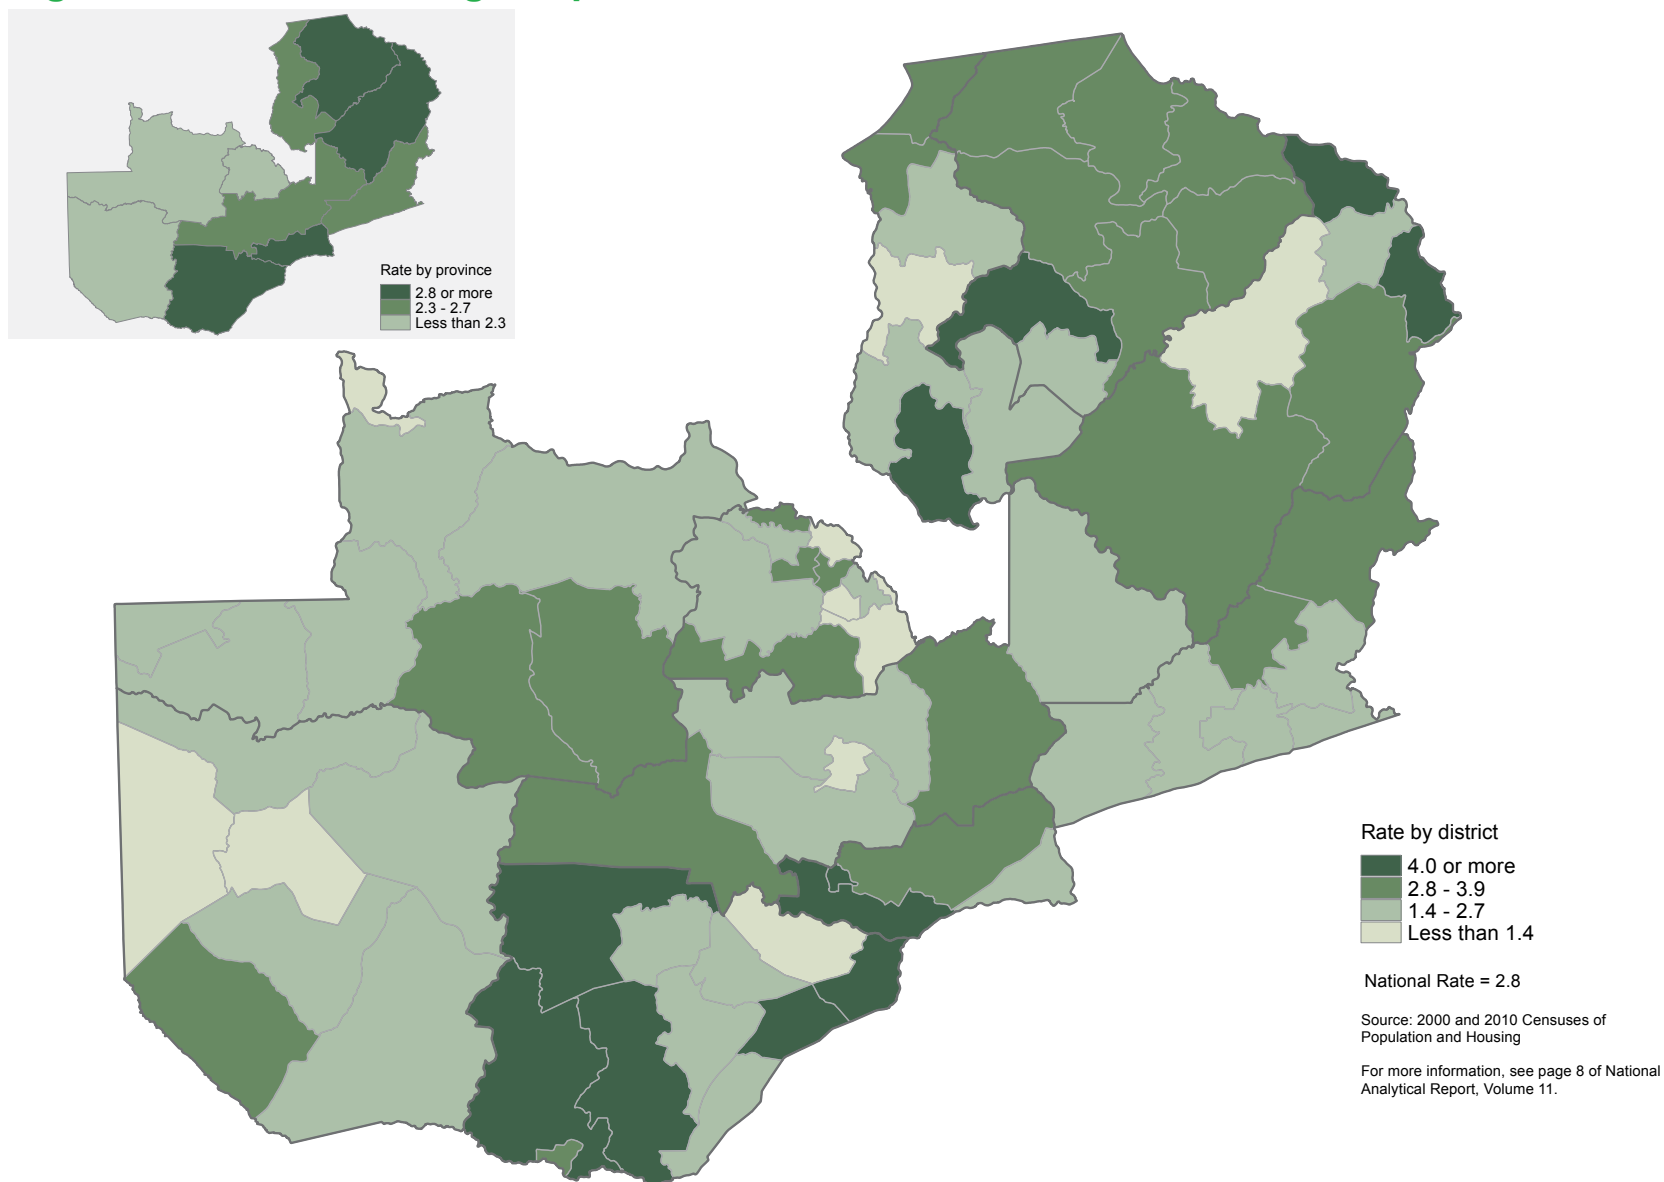 Rate by province
2.8 or more
2.3 - 2.7
Less than 2.3
Rate by district
4.0 or more
2.8 - 3.9
1.4 - 2.7
Less than 1.4
National Rate = 2.8
Source: 2000 and 2010 Censuses of
Population and Housing
For more information, see page 8 of National
Analytical Report, Volume 11.